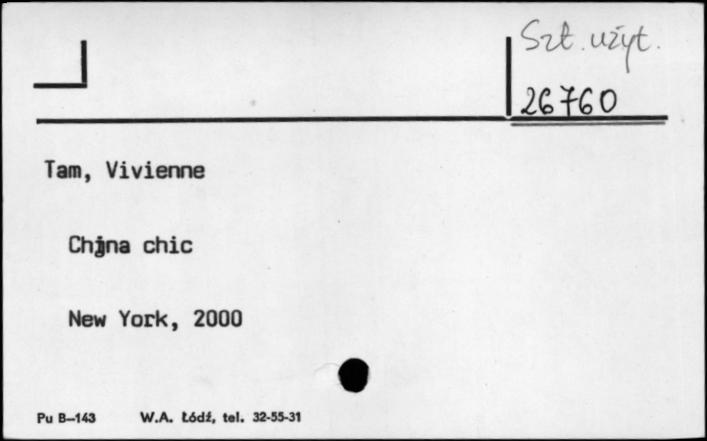 Szt. użyt.
26760
Tam, Vivienne
China chic
New York, 2000
Pu B–143 W.A. Łódź, tel. 32-55-31